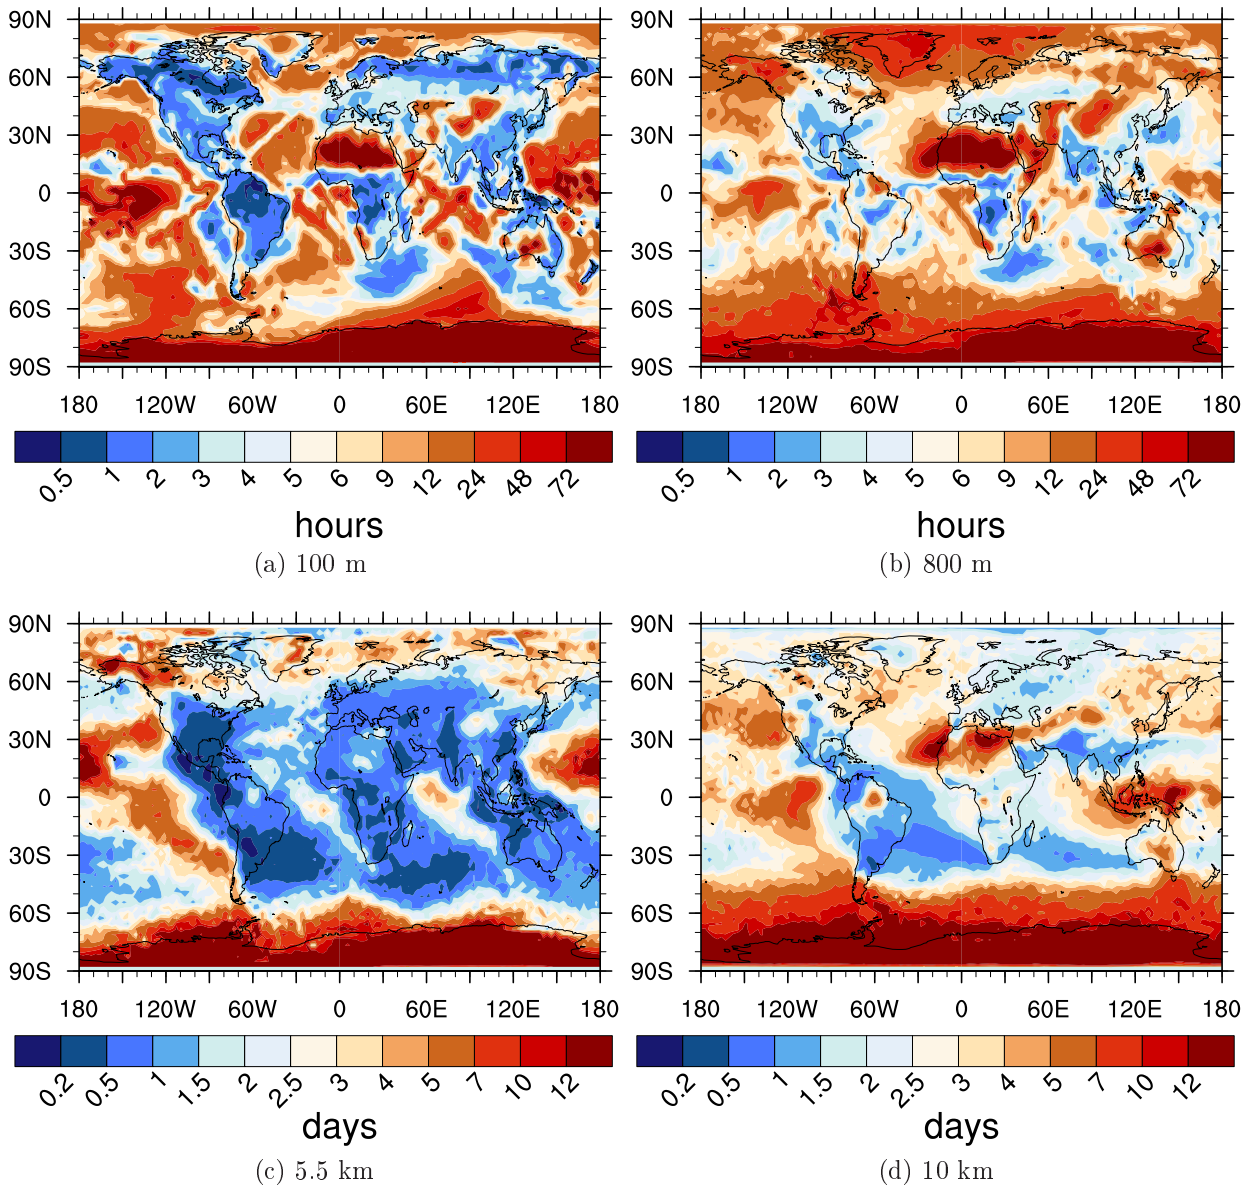 90N 90N
60N 60N
30N 30N
0 0
30S 30S
60S 60S
90S 90S
180 120W 60W 0 60E 120E 180 180 120W 60W 0 60E 120E 180
0.5 1 2 3 4 5 6 9 12 24 48 72 0.5 1 2 3 4 5 6 9 12 24 48 72
hours hours
(a) 100 m (b) 800 m
90N 90N
60N 60N
30N 30N
0 0
30S 30S
60S 60S
90S 90S
180 120W 60W 0 60E 120E 180 180 120W 60W 0 60E 120E 180
0.2 0.5 1 1.5 2 2.5 3 4 5 7 10 12 0.2 0.5 1 1.5 2 2.5 3 4 5 7 10 12
days days
(c) 5.5 km (d) 10 km